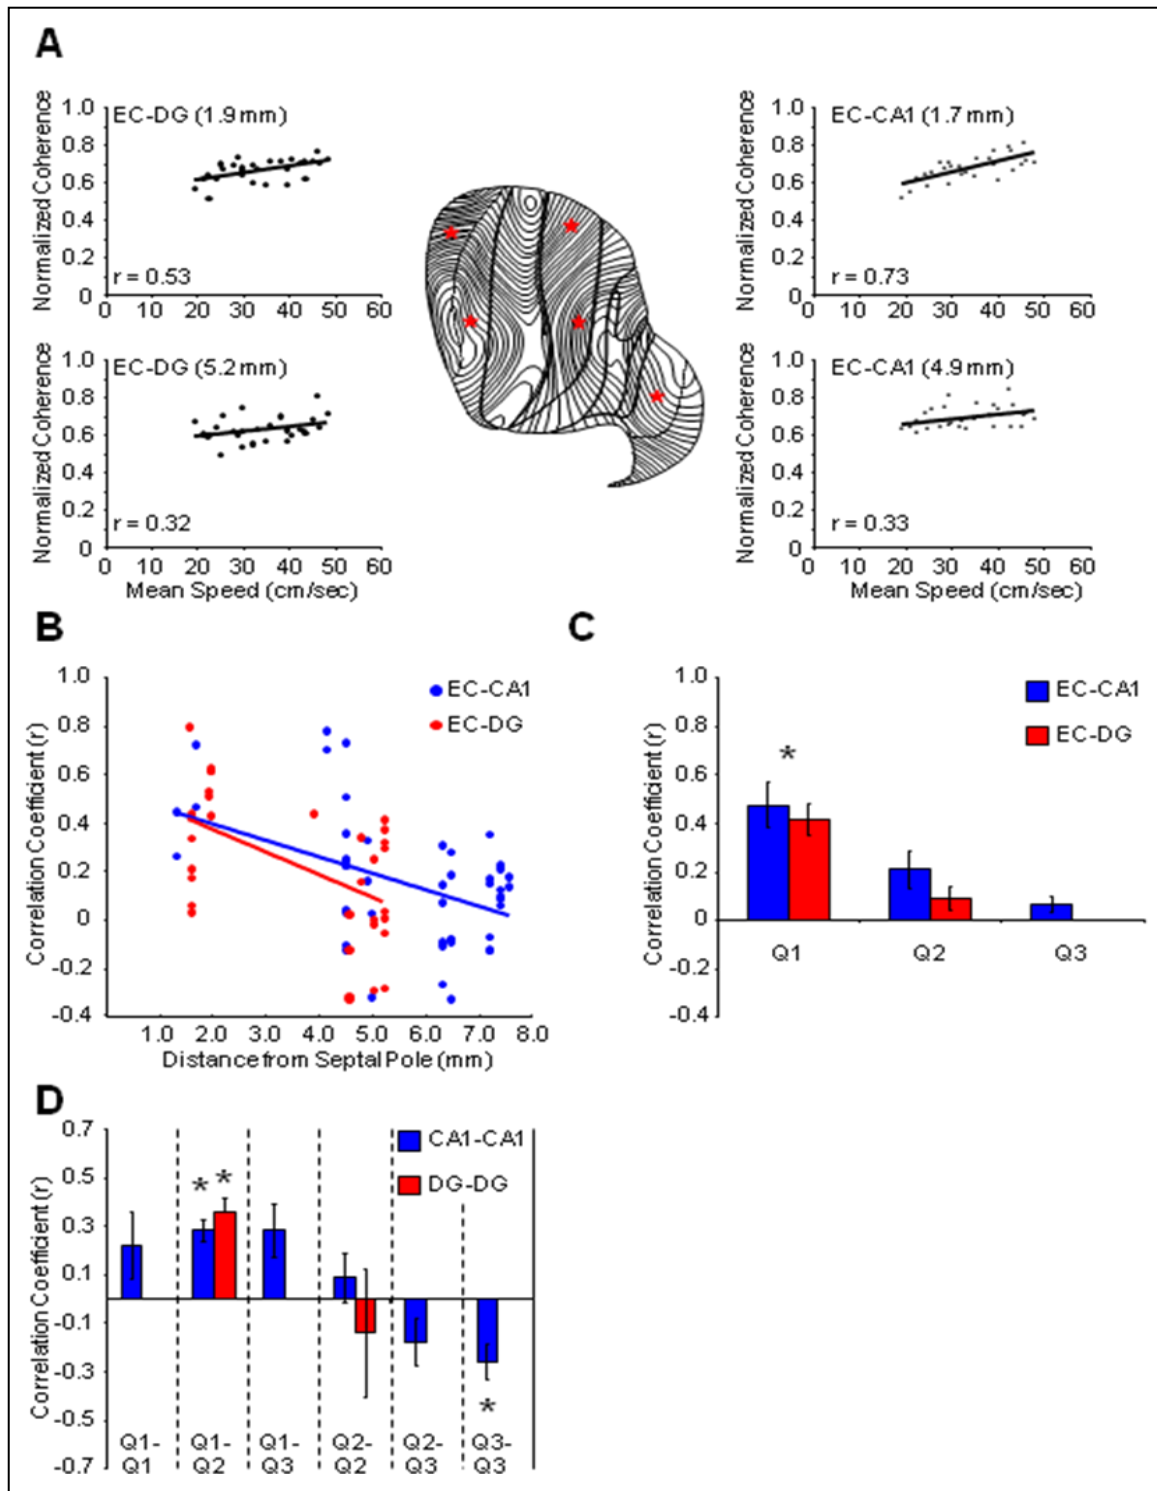 A
EC-DG (1.9 mm)
Normalized Coherence
1.0
0.8
0.6
0.4
0.2
0
r = 0.53
0 10 20 30 40 50 60
EC-CA1 (1.7 mm)
Normalized Coherence
1.0
0.8
0.6
0.4
0.2
0
r = 0.73
0 10 20 30 40 50 60
EC-DG (5.2 mm)
Normalized Coherence
1.0
0.8
0.6
0.4
0.2
0
r = 0.32
0 10 20 30 40 50 60
Mean Speed (cm/sec)
EC-CA1 (4.9 mm)
Normalized Coherence
1.0
0.8
0.6
0.4
0.2
0
r = 0.33
0 10 20 30 40 50 60
Mean Speed (cm/sec)
B
Correlation Coefficient (r)
1.0
0.8
0.6
0.4
0.2
0
-0.2
-0.4
EC-CA1
EC-DG
1.0 2.0 3.0 4.0 5.0 6.0 7.0 8.0
Distance from Septal Pole (mm)
C
Correlation Coefficient (r)
1.0
0.8
0.6
0.4
0.2
0
-0.2
-0.4
EC-CA1
EC-DG
*
Q1 Q2 Q3
D
Correlation Coefficient (r)
0.7
0.5
0.3
0.1
-0.1
-0.3
-0.5
-0.7
CA1-CA1
DG-DG
* *
*
Q1- Q1- Q1- Q2- Q2- Q3-
Q1 Q2 Q3 Q2 Q3 Q3